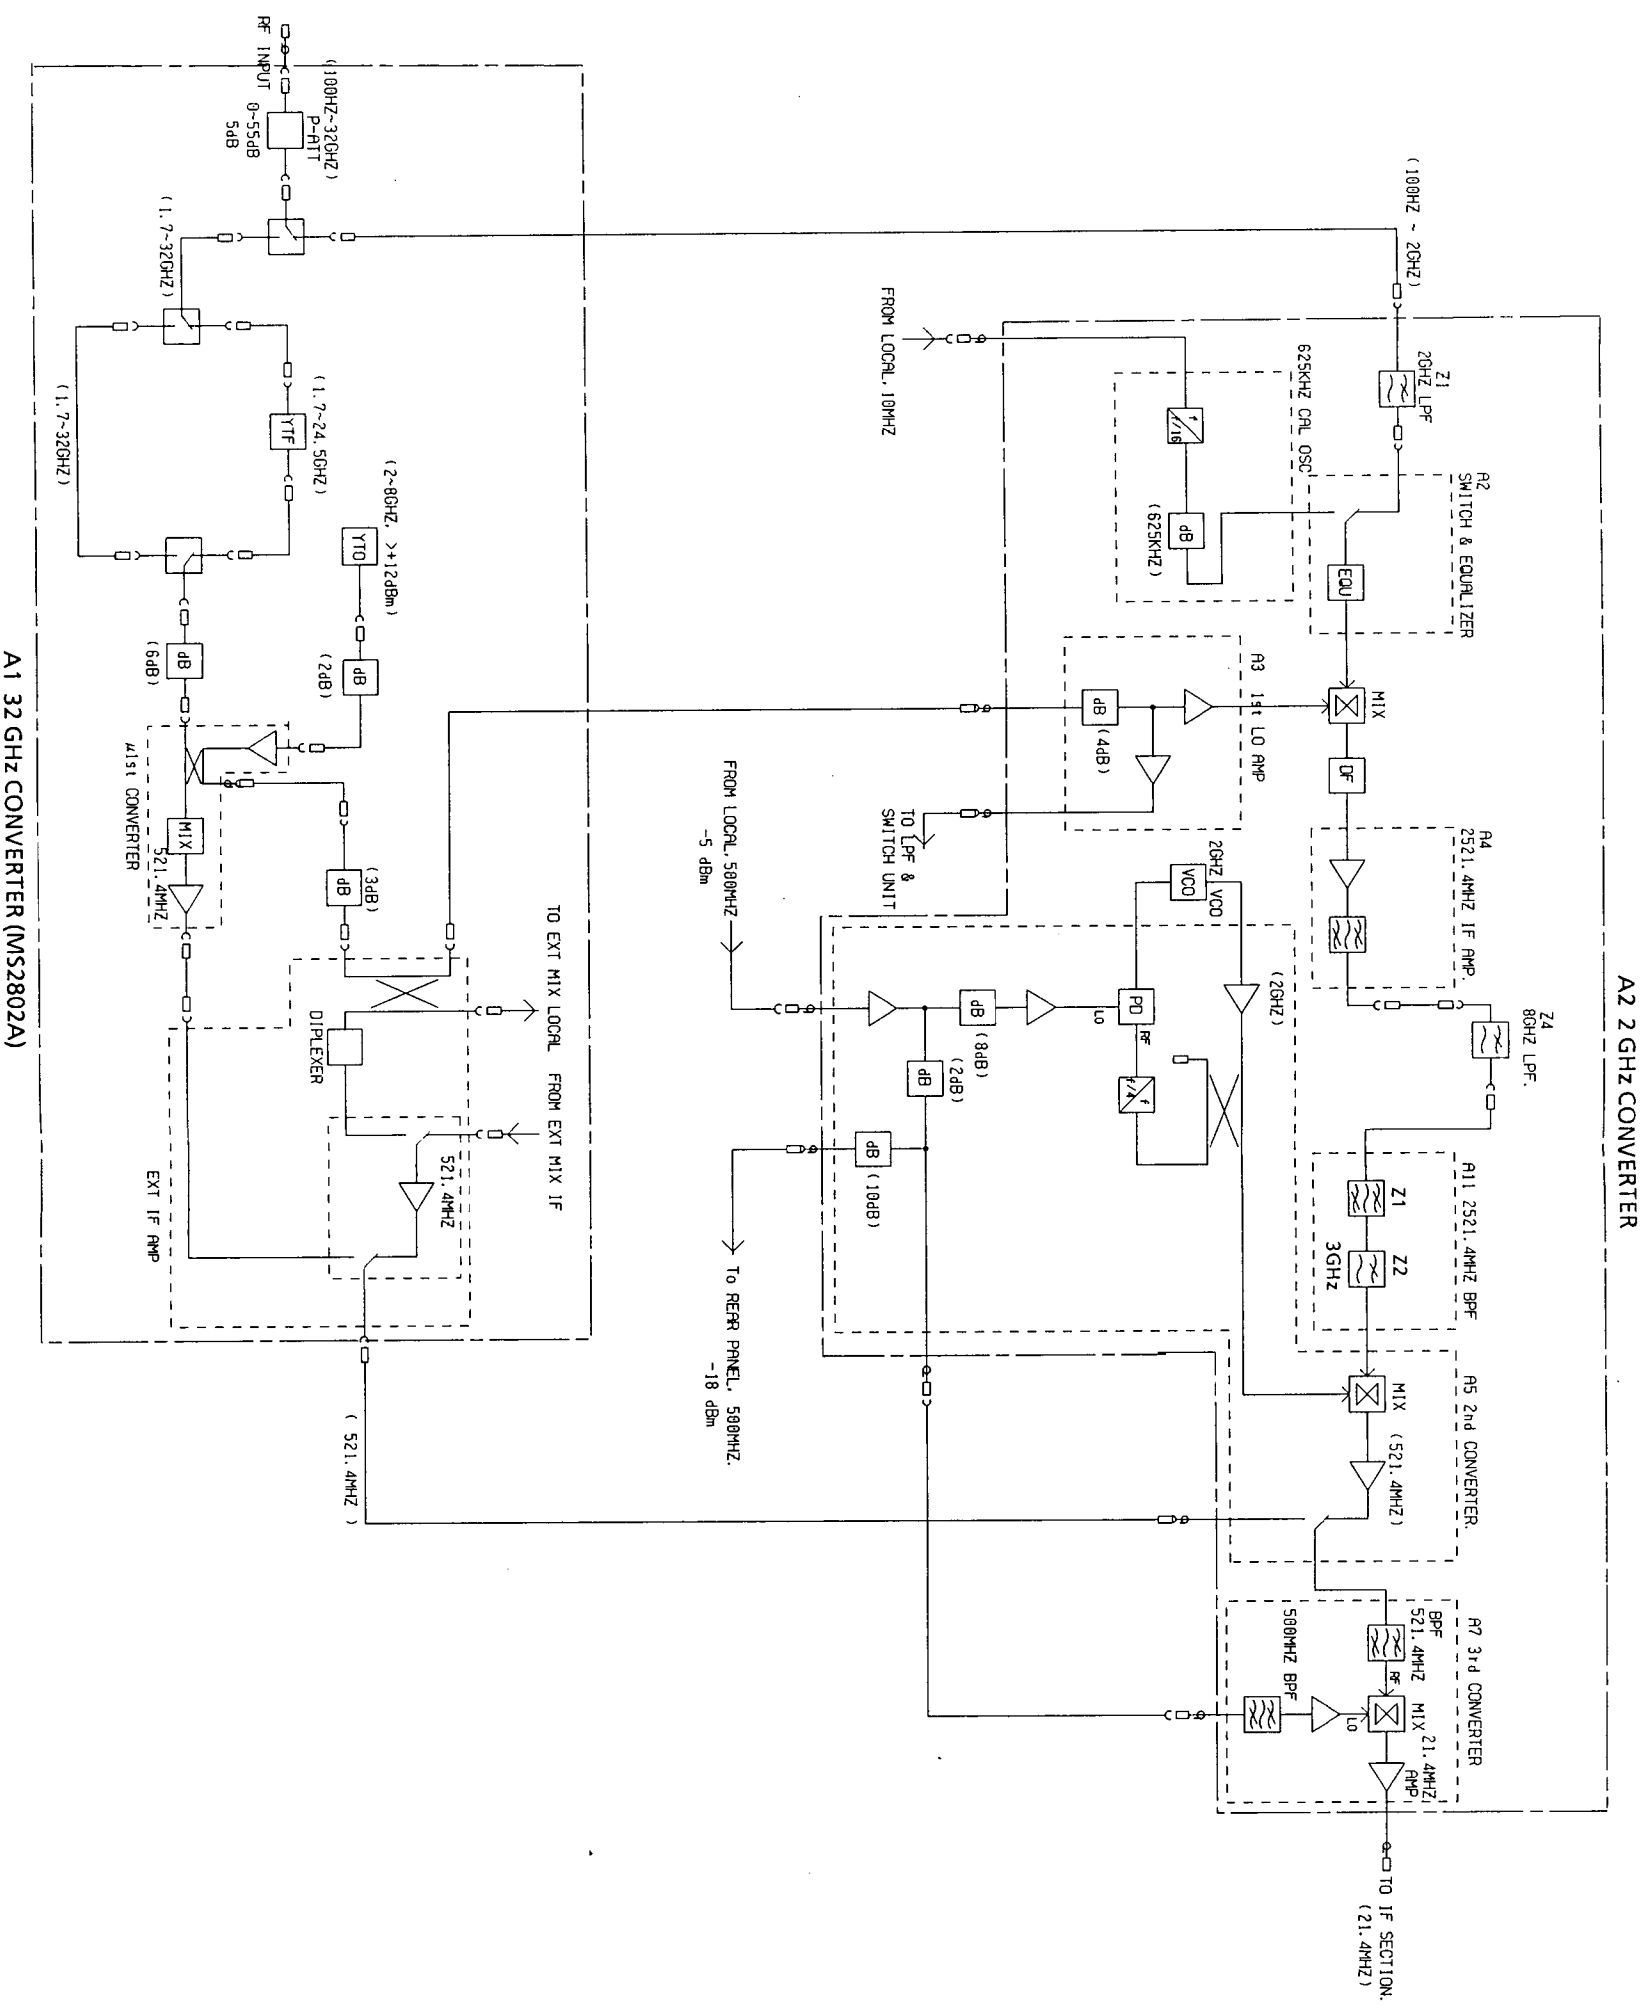 A2 2 GHz CONVERTER
(100HZ ~ 2GHZ)
Z1
2GHZ LPF
A2
SWITCH & EQUALIZER
EQU
MIX
DF
A4
2521.4MHZ IF AMP.
Z4
8GHZ LPF.
A11 2521.4MHZ BPF
Z1
Z2
3GHz
A5 2nd CONVERTER.
MIX
(521.4MHZ)
A7 3rd CONVERTER
BPF
521.4MHZ
RF
MIX
LO
21.4MHZ
AMP
500MHZ BPF
TO IF SECTION.
(21.4MHZ)
625KHZ CAL OSC
f
f/16
dB
(625KHZ)
FROM LOCAL, 10MHZ
A3 1st LO AMP
dB
(4dB)
TO LPF &
SWITCH UNIT
2GHZ VCO
VCO
(2GHZ)
PD
LO
RF
f
f/4
dB
(8dB)
dB
(2dB)
dB
(10dB)
FROM LOCAL, 500MHZ
-5 dBm
To REAR PANEL, 500MHZ.
-18 dBm
RF INPUT
(100HZ~32GHZ)
P-ATT
0~55dB
5dB
(1.7~32GHZ)
(1.7~24.5GHZ)
YTF
(1.7~32GHZ)
(2~8GHZ, >+12dBm)
YTO
dB
(2dB)
dB
(6dB)
μ1st CONVERTER
MIX
521.4MHZ
dB
(3dB)
TO EXT MIX LOCAL
FROM EXT MIX IF
DIPLEXER
521.4MHZ
EXT IF AMP
(521.4MHZ)
A1 32 GHz CONVERTER (MS2802A)